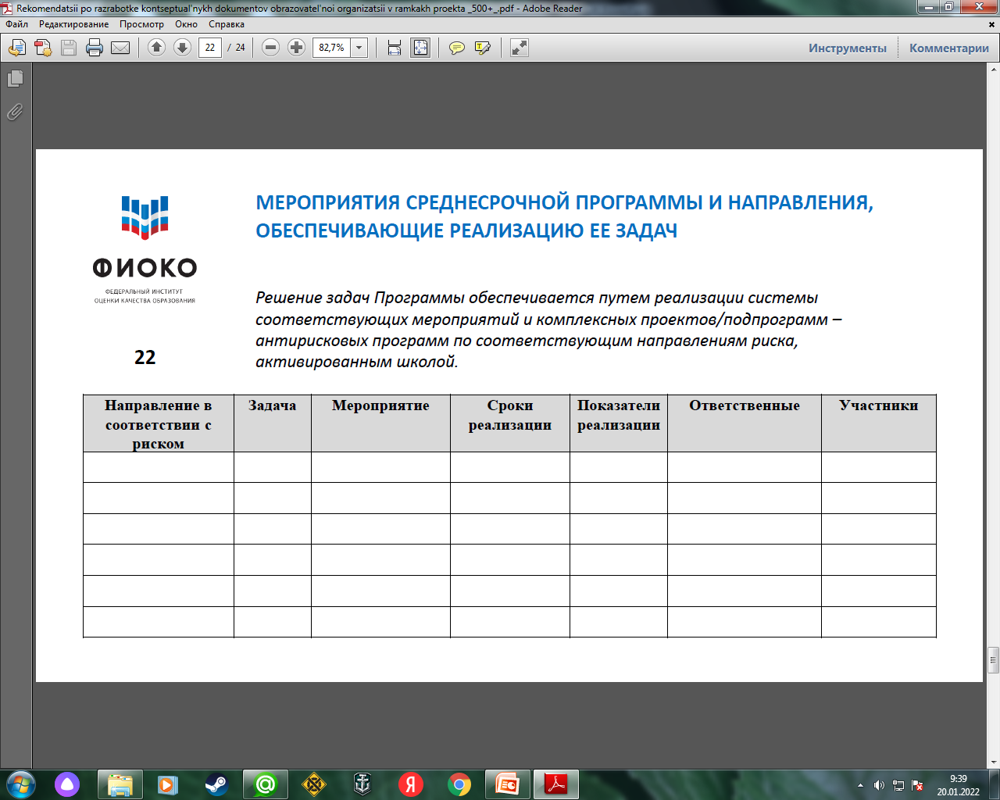 Rekomendatsii po razrabotke kontseptual'nykh dokumentov obrazovatel'noi organizatsii v ramkakh proekta _500+_.pdf - Adobe Reader
Файл Редактирование Просмотр Окно Справка
22 / 24 82,7% Инструменты Комментарии
МЕРОПРИЯТИЯ СРЕДНЕСРОЧНОЙ ПРОГРАММЫ И НАПРАВЛЕНИЯ,
ОБЕСПЕЧИВАЮЩИЕ РЕАЛИЗАЦИЮ ЕЕ ЗАДАЧ
ФИОКО
ФЕДЕРАЛЬНЫЙ ИНСТИТУТ
ОЦЕНКИ КАЧЕСТВА ОБРАЗОВАНИЯ
Решение задач Программы обеспечивается путем реализации системы
соответствующих мероприятий и комплексных проектов/подпрограмм –
антирисковых программ по соответствующим направлениям риска,
активированным школой.
22
Направление в
соответствии с
риском
Задача
Мероприятие
Сроки
реализации
Показатели
реализации
Ответственные
Участники
9:39
20.01.2022